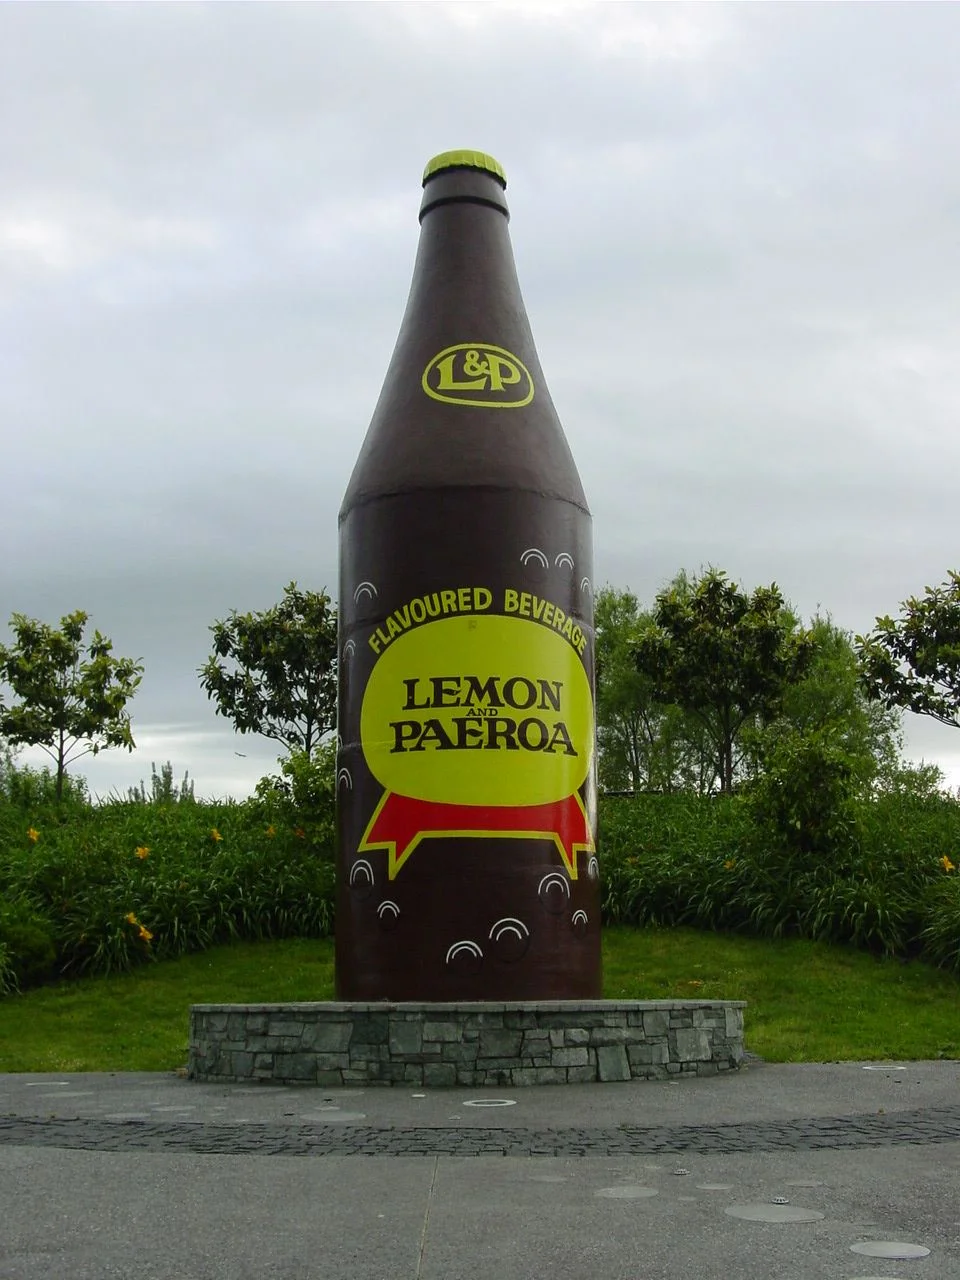 L&P
FLAVOURED BEVERAGE
LEMON
AND
PAEROA